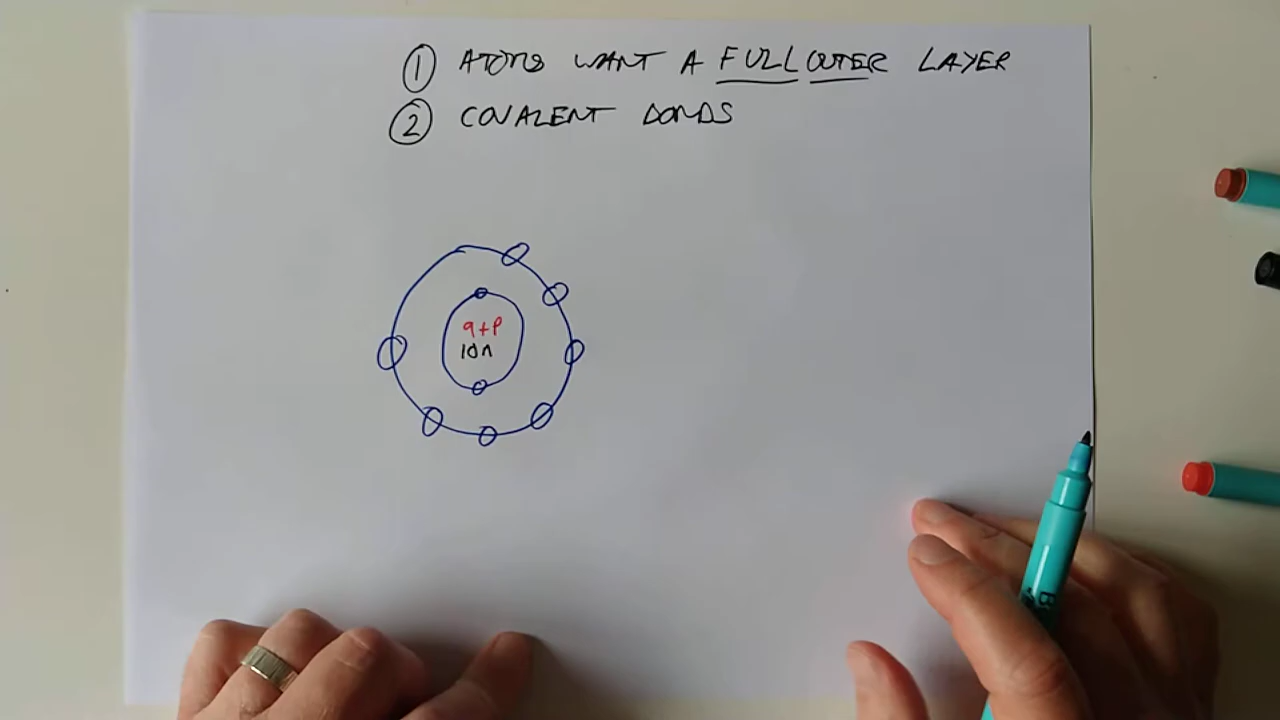 ① ATOMS WANT A FULL OUTER LAYER
② COVALENT BONDS
9+p
10n